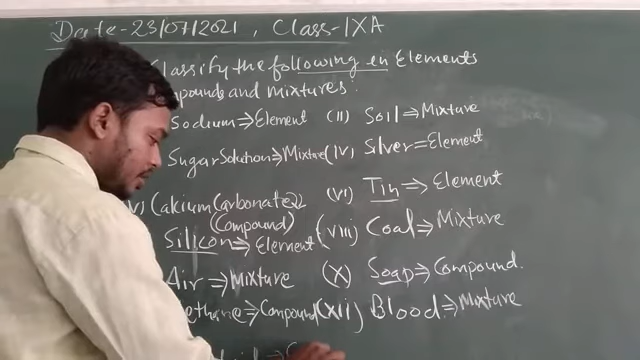 Date-23/07/2021, Class-IXA
Classify the following in Elements
and mixtures.
Sodium⇒Element (II) Soil⇒Mixture
Sugar Solution⇒Mixture (IV) Silver=Element
Calcium Carbonate (VI) Tin⇒Element
(Compound)
Silicon⇒Element (VIII) Coal⇒Mixture
Air⇒Mixture (X) Soap⇒Compound.
ethane⇒Compound (XII) Blood⇒Mixture